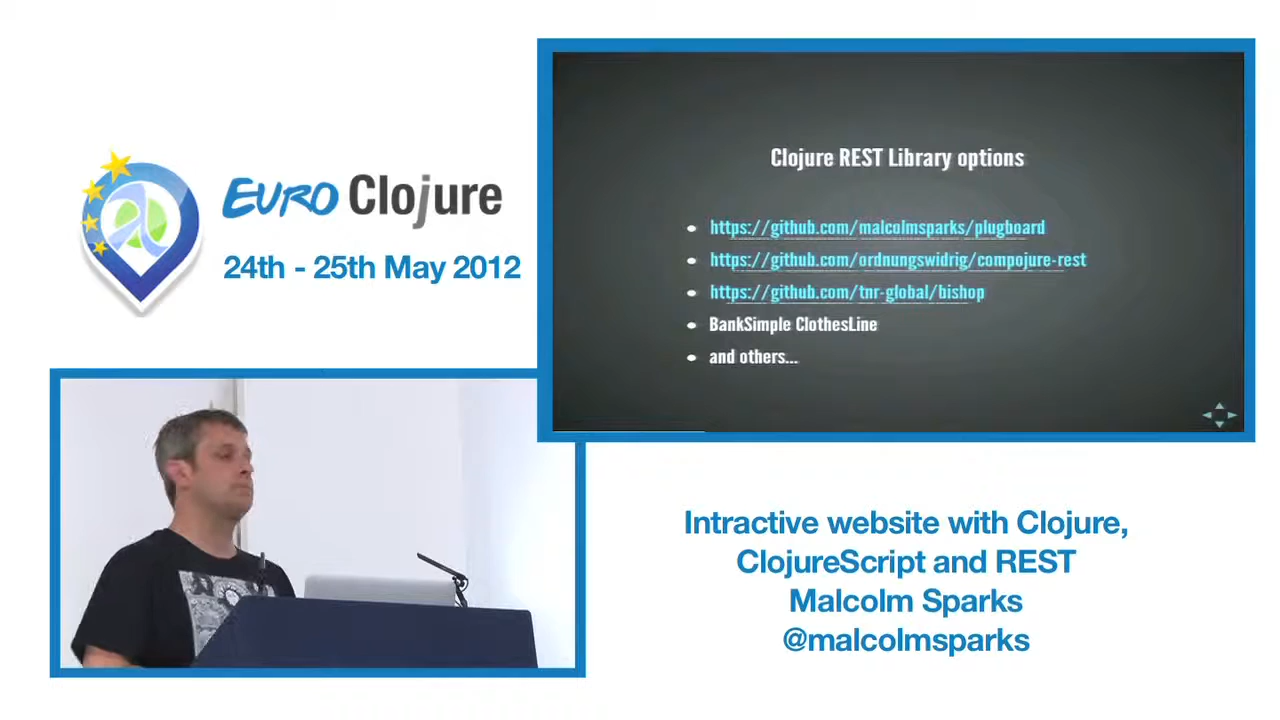 Euro Clojure
24th - 25th May 2012
Clojure REST Library options
https://github.com/malcolmsparks/plugboard
https://github.com/ordnungswidrig/compojure-rest
https://github.com/tnr-global/bishop
BankSimple ClothesLine
and others...
Intractive website with Clojure,
ClojureScript and REST
Malcolm Sparks
@malcolmsparks